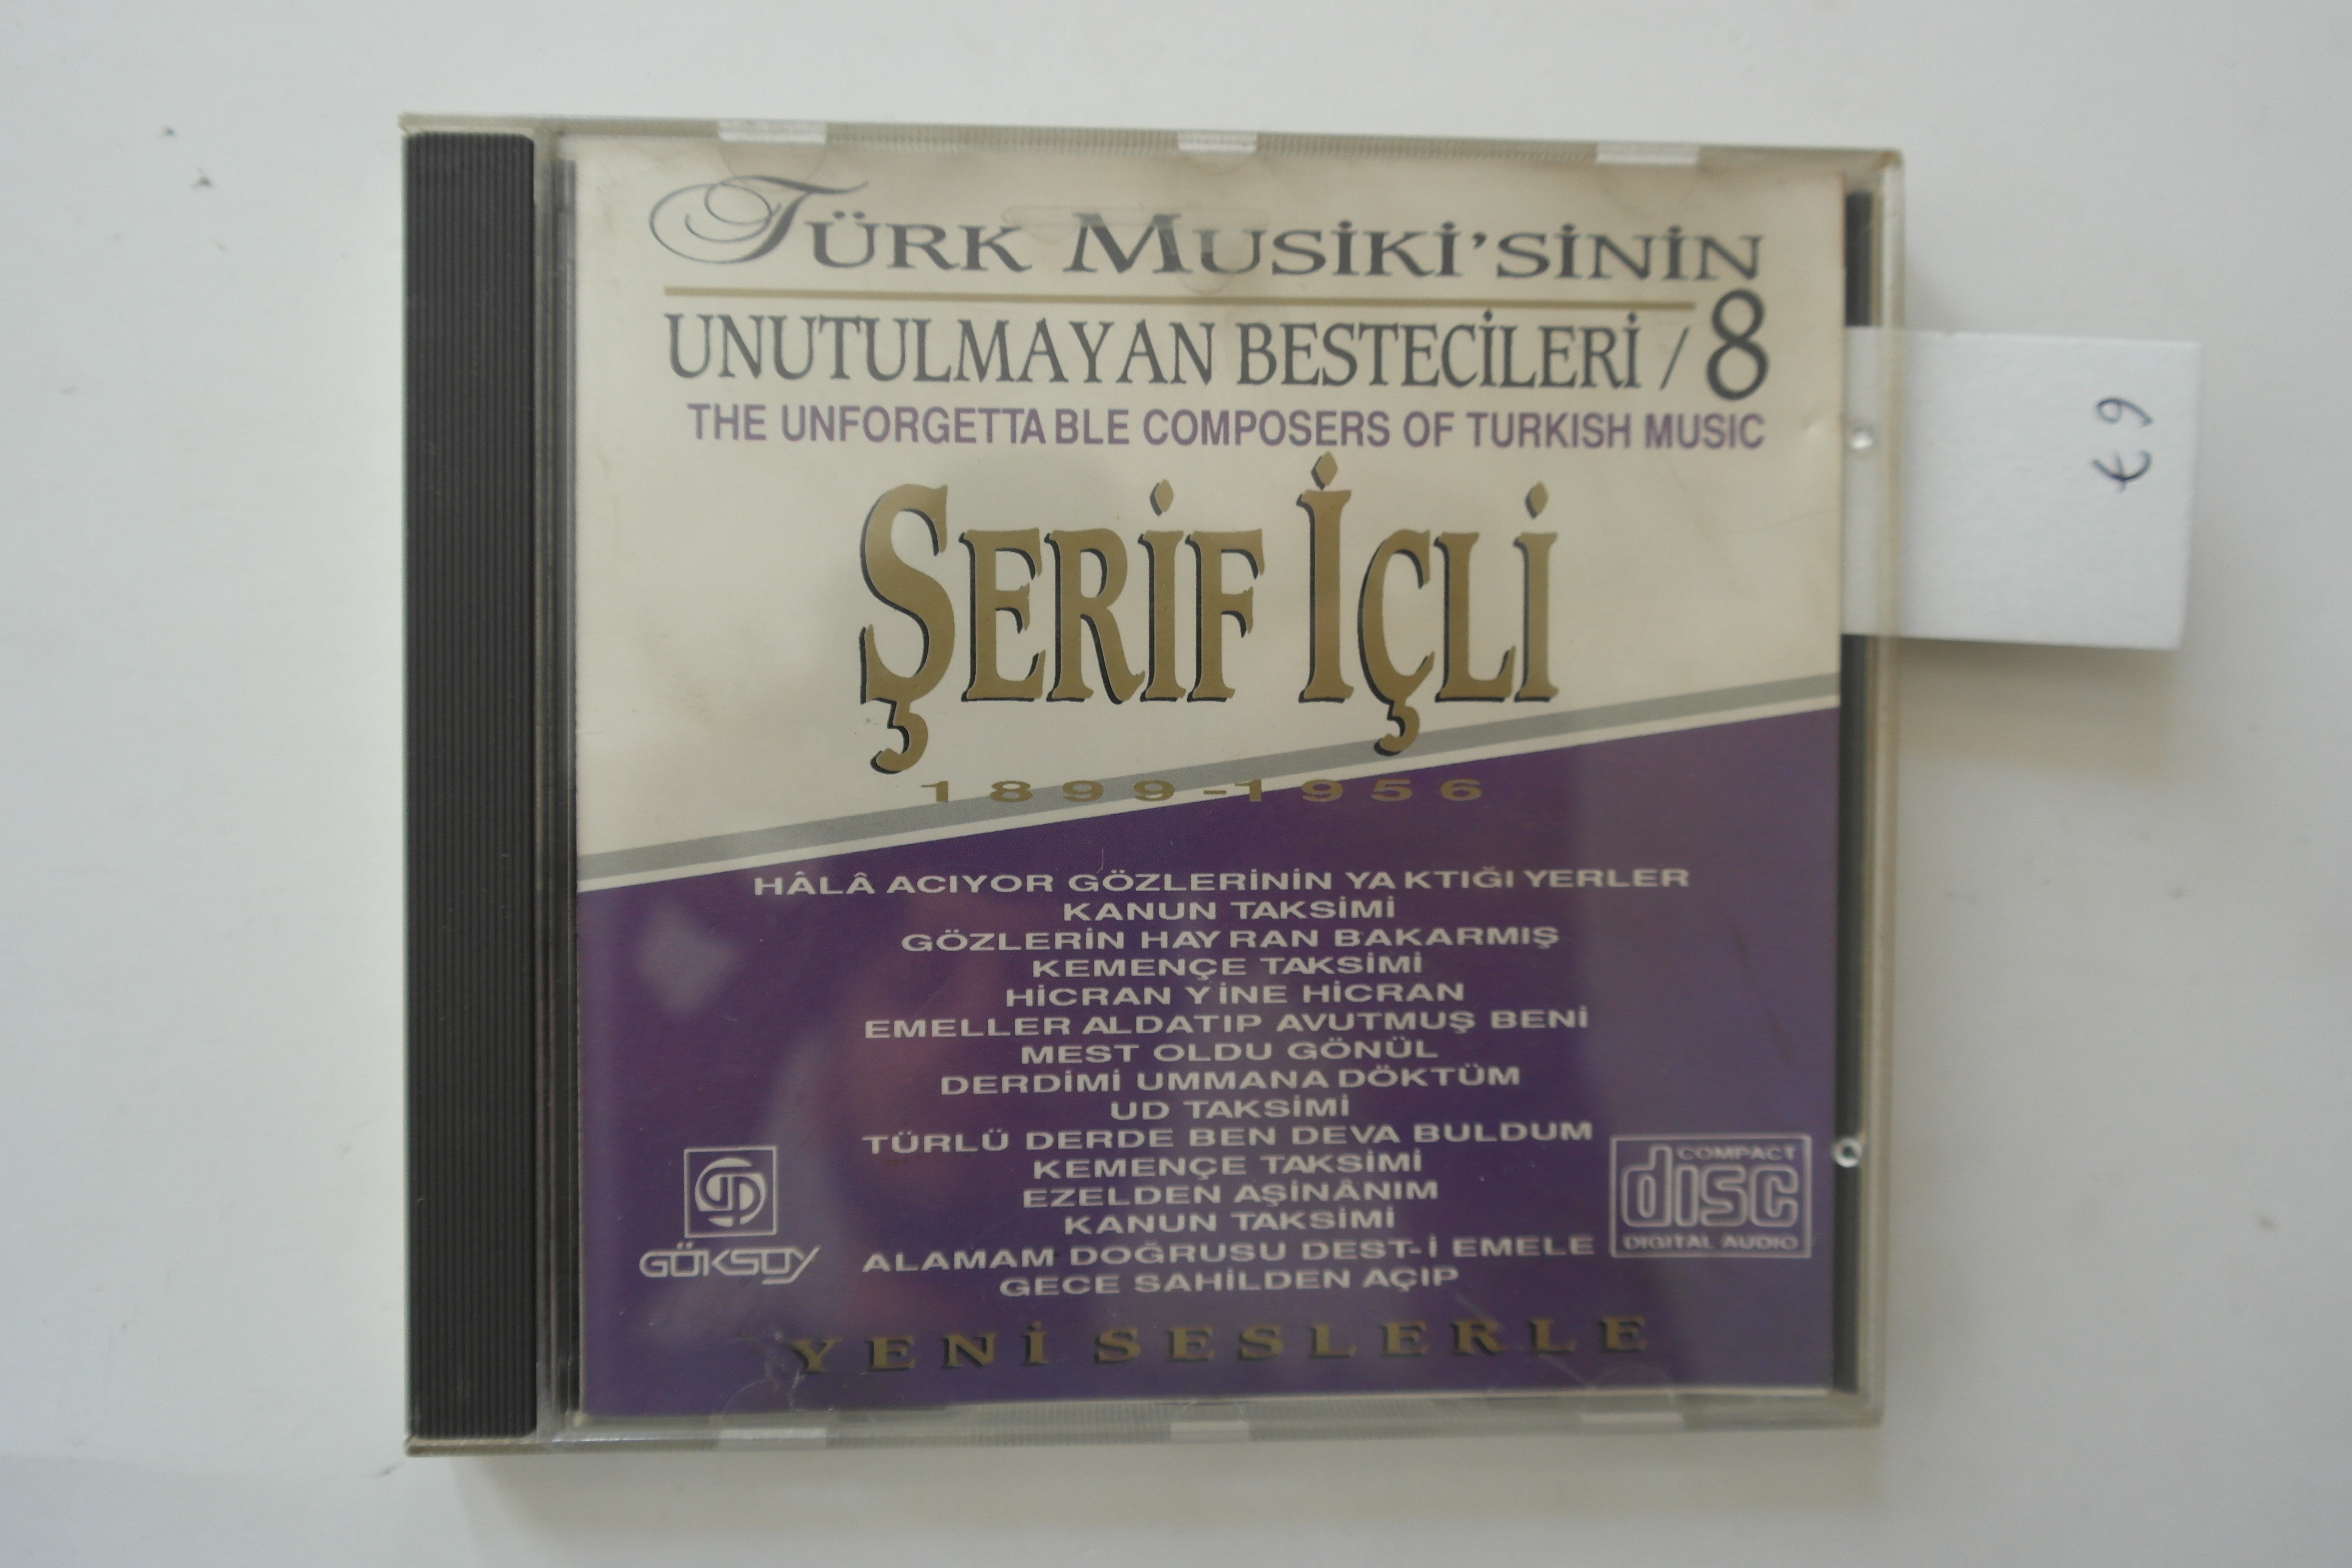 TÜRK MUSİKİ'SİNİN
UNUTULMAYAN BESTECİLERİ / 8
THE UNFORGETTABLE COMPOSERS OF TURKISH MUSIC
ŞERİF İÇLİ
1899-1956
HÂLÂ ACIYOR GÖZLERİNİN YAKTIĞI YERLER
KANUN TAKSİMİ
GÖZLERİN HAYRAN BAKARMIŞ
KEMENÇE TAKSİMİ
HİCRAN YİNE HİCRAN
EMELLER ALDATIP AVUTMUŞ BENİ
MEST OLDU GÖNÜL
DERDİMİ UMMANA DÖKTÜM
UD TAKSİMİ
TÜRLÜ DERDE BEN DEVA BULDUM
KEMENÇE TAKSİMİ
EZELDEN AŞİNÂNIM
KANUN TAKSİMİ
ALAMAM DOĞRUSU DEST-İ EMELE
GECE SAHİLDEN AÇIP
YENİ SESLERLE
GÖKSOY
COMPACT
disc
DIGITAL AUDIO